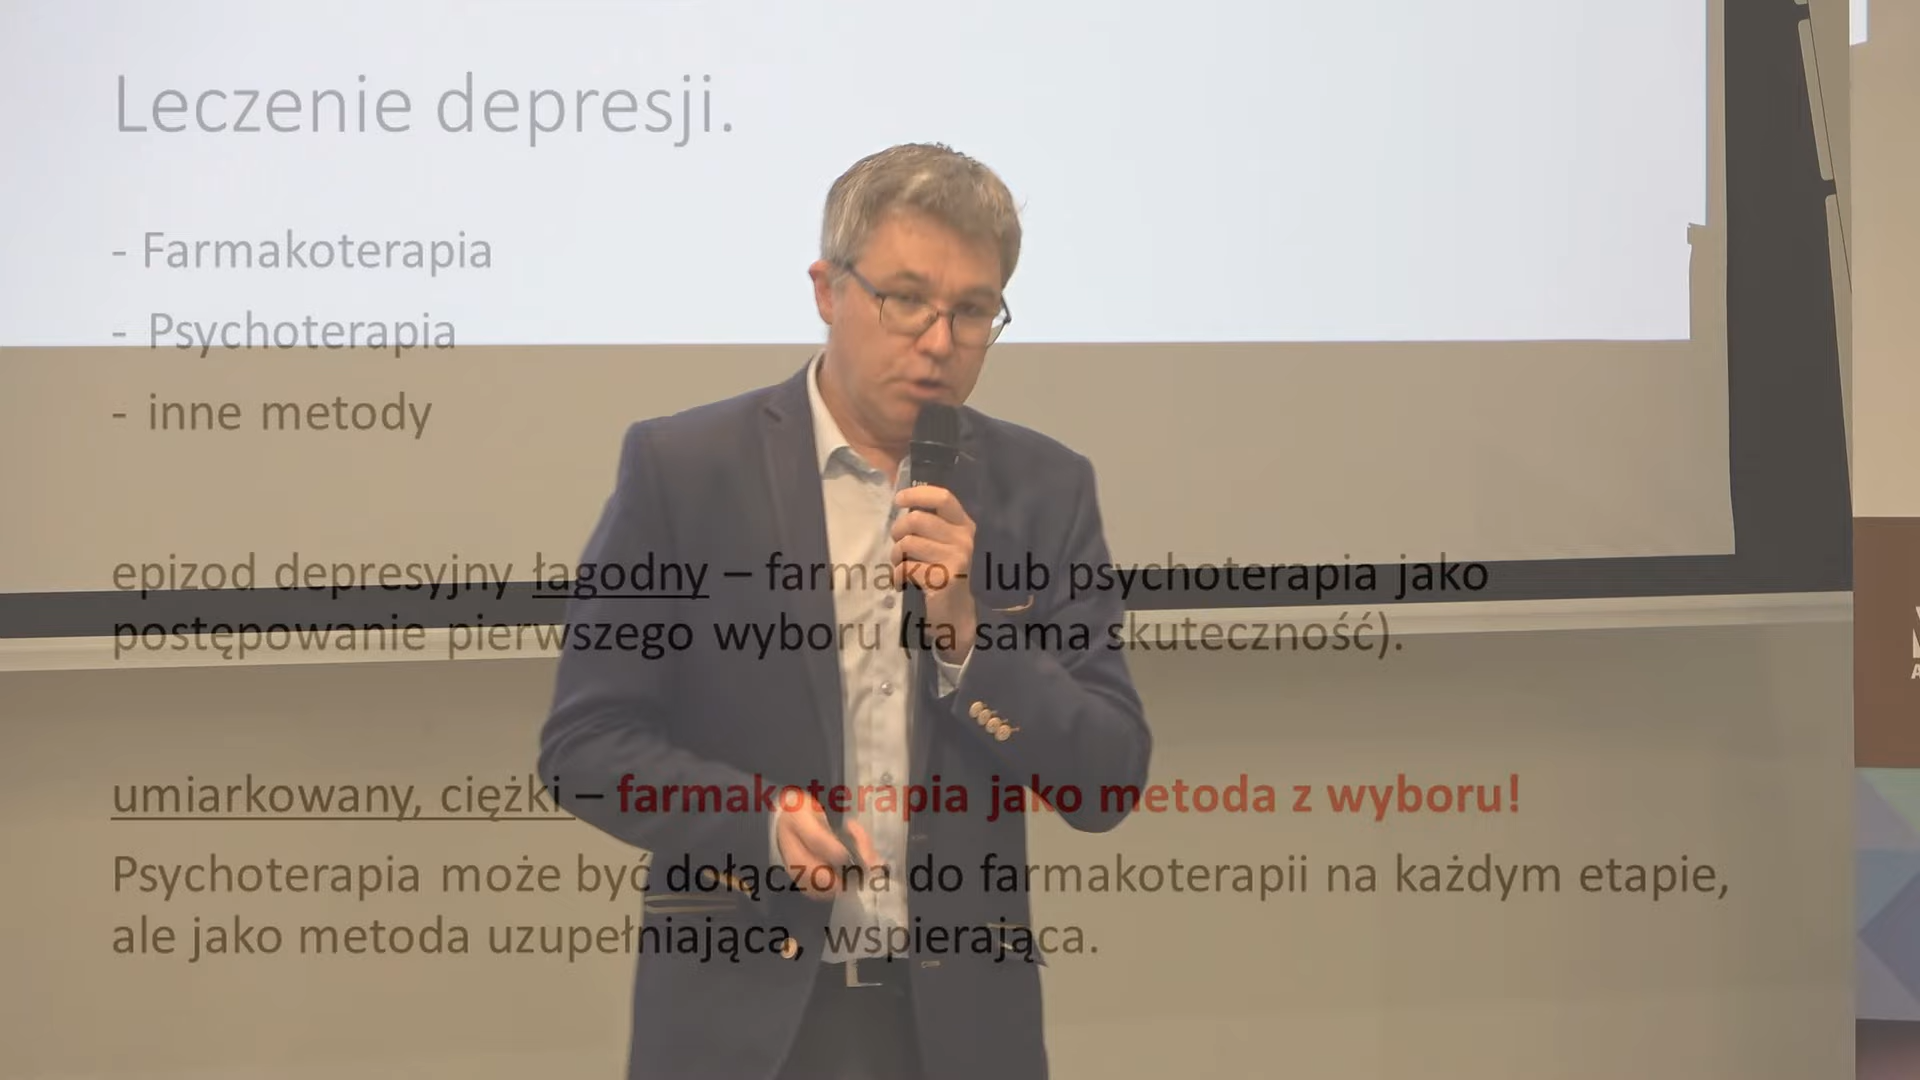 Leczenie depresji.
- Farmakoterapia
- Psychoterapia
- inne metody
epizod depresyjny łagodny – farmako- lub psychoterapia jako
postępowanie pierwszego wyboru (ta sama skuteczność).
umiarkowany, ciężki – farmakoterapia jako metoda z wyboru!
Psychoterapia może być dołączona do farmakoterapii na każdym etapie,
ale jako metoda uzupełniająca, wspierająca.